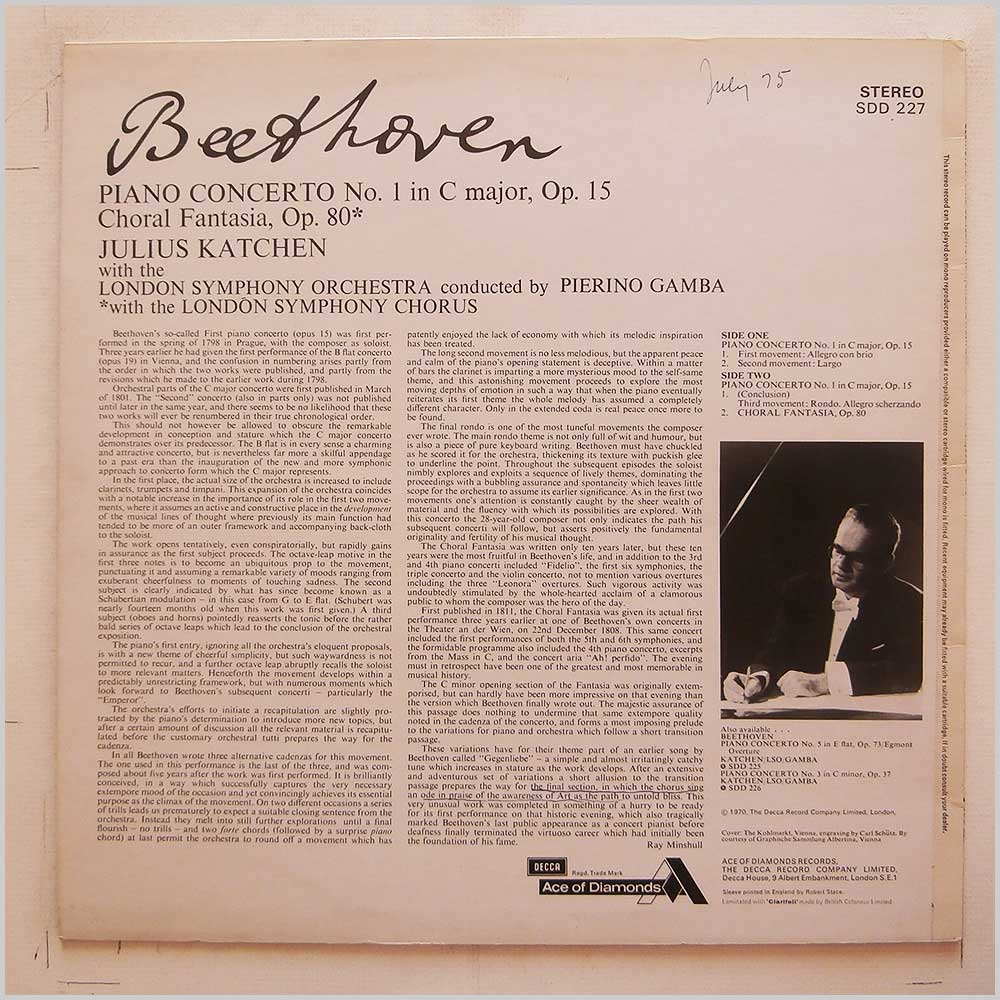 July 75
STEREO
SDD 227
Beethoven
PIANO CONCERTO No. 1 in C major, Op. 15
Choral Fantasia, Op. 80*
JULIUS KATCHEN
with the
LONDON SYMPHONY ORCHESTRA conducted by PIERINO GAMBA
*with the LONDON SYMPHONY CHORUS
Beethoven's so-called First piano concerto (opus 15) was first per-
formed in the spring of 1798 in Prague, with the composer as soloist.
Three years earlier he had given the first performance of the B flat concerto
(opus 19) in Vienna, and the confusion in numbering arises partly from
the order in which the two works were published, and partly from the
revisions which he made to the earlier work during 1798.
Orchestral parts of the C major concerto were first published in March
of 1801. The "Second" concerto (also in parts only) was not published
until later in the same year, and there seems to be no likelihood that these
two works will ever be renumbered in their true chronological order.
This should not however be allowed to obscure the remarkable
development in conception and stature which the C major concerto
demonstrates over its predecessor. The B flat is in every sense a charming
and attractive concerto, but is nevertheless far more a skilful appendage
to a past era than the inauguration of the new and more symphonic
approach to concerto form which the C major represents.
In the first place, the actual size of the orchestra is increased to include
clarinets, trumpets and timpani. This expansion of the orchestra coincides
with a notable increase in the importance of its role in the first two move-
ments, where it assumes an active and constructive place in the development
of the musical lines of thought where previously its main function had
tended to be more of an outer framework and accompanying back-cloth
to the soloist.
The work opens tentatively, even conspiratorially, but rapidly gains
in assurance as the first subject proceeds. The octave-leap motive in the
first three notes is to become an ubiquitous prop to the movement,
punctuating it and assuming a remarkable variety of moods ranging from
exuberant cheerfulness to moments of touching sadness. The second
subject is clearly indicated by what has since become known as a
Schubertian modulation – in this case from G to E flat. (Schubert was
nearly fourteen months old when this work was first given.) A third
subject (oboes and horns) pointedly reasserts the tonic before the rather
bald series of octave leaps which lead to the conclusion of the orchestral
exposition.
The piano's first entry, ignoring all the orchestra's eloquent proposals,
is with a new theme of cheerful simplicity, but such waywardness is not
permitted to recur, and a further octave leap abruptly recalls the soloist
to more relevant matters. Henceforth the movement develops within a
predictably unrestricting framework, but with numerous moments which
look forward to Beethoven's subsequent concerti – particularly the
"Emperor".
The orchestra's efforts to initiate a recapitulation are slightly pro-
tracted by the piano's determination to introduce more new topics, but
after a certain amount of discussion all the relevant material is recapitu-
lated before the customary orchestral tutti prepares the way for the
cadenza.
In all Beethoven wrote three alternative cadenzas for this movement.
The one used in this performance is the last of the three, and was com-
posed about five years after the work was first performed. It is brilliantly
conceived, in a way which successfully captures the very necessary
extempore mood of the occasion and yet convincingly achieves its essential
purpose as the climax of the movement. On two different occasions a series
of trills leads us prematurely to expect a suitable closing sentence from the
orchestra. Instead they melt into still further explorations until a final
flourish – no trills – and two forte chords (followed by a surprise piano
chord) at last permit the orchestra to round off a movement which has
patently enjoyed the lack of economy with which its melodic inspiration
has been treated.
The long second movement is no less melodious, but the apparent peace
and calm of the piano's opening statement is deceptive. Within a matter
of bars the clarinet is imparting a more mysterious mood to the self-same
theme, and this astonishing movement proceeds to explore the most
moving depths of emotion in such a way that when the piano eventually
reiterates its first theme the whole melody has assumed a completely
different character. Only in the extended coda is real peace once more to
be found.
The final rondo is one of the most tuneful movements the composer
ever wrote. The main rondo theme is not only full of wit and humour, but
is also a piece of pure keyboard writing. Beethoven must have chuckled
as he scored it for the orchestra, thickening its texture with puckish glee
to underline the point. Throughout the subsequent episodes the soloist
nimbly explores and exploits a sequence of lively themes, dominating the
proceedings with a bubbling assurance and spontaneity which leaves little
scope for the orchestra to assume its earlier significance. As in the first two
movements one's attention is constantly caught by the sheer wealth of
material and the fluency with which its possibilities are explored. With
this concerto the 28-year-old composer not only indicates the path his
subsequent concerti will follow, but asserts positively the fundamental
originality and fertility of his musical thought.
The Choral Fantasia was written only ten years later, but these ten
years were the most fruitful in Beethoven's life, and in addition to the 3rd
and 4th piano concerti included "Fidelio", the first six symphonies, the
triple concerto and the violin concerto, not to mention various overtures
including the three "Leonora" overtures. Such vigorous activity was
undoubtedly stimulated by the whole-hearted acclaim of a clamorous
public to whom the composer was the hero of the day.
First published in 1811, the Choral Fantasia was given its actual first
performance three years earlier at one of Beethoven's own concerts in
the Theater an der Wien, on 22nd December 1808. This same concert
included the first performances of both the 5th and 6th symphonies, and
the formidable programme also included the 4th piano concerto, excerpts
from the Mass in C, and the concert aria "Ah! perfido". The evening
must in retrospect have been one of the greatest and most memorable in
musical history.
The C minor opening section of the Fantasia was originally extem-
porised, but can hardly have been more impressive on that evening than
the version which Beethoven finally wrote out. The majestic assurance of
this passage does nothing to undermine that same extempore quality
noted in the cadenza of the concerto, and forms a most imposing prelude
to the variations for piano and orchestra which follow a short transition
passage.
These variations have for their theme part of an earlier song by
Beethoven called "Gegenliebe" – a simple and almost irritatingly catchy
tune which increases in stature as the work develops. After an extensive
and adventurous set of variations a short allusion to the transition
passage prepares the way for the final section, in which the chorus sing
an ode in praise of the awareness of Art as the path to untold bliss. This
very unusual work was completed in something of a hurry to be ready
for its first performance on that historic evening, which also tragically
marked Beethoven's last public appearance as a concert pianist before
deafness finally terminated the virtuoso career which had initially been
the foundation of his fame.
Ray Minshull
SIDE ONE
PIANO CONCERTO No. 1 in C major, Op. 15
1. First movement: Allegro con brio
2. Second movement: Largo
SIDE TWO
PIANO CONCERTO No. 1 in C major, Op. 15
1. (Conclusion)
Third movement: Rondo. Allegro scherzando
2. CHORAL FANTASIA, Op. 80
Also available . . .
BEETHOVEN
PIANO CONCERTO No. 5 in E flat, Op. 73/Egmont
Overture
KATCHEN/LSO/GAMBA
SDD 225
PIANO CONCERTO No. 3 in C minor, Op. 37
KATCHEN/LSO/GAMBA
SDD 226
© 1970, The Decca Record Company Limited, London,
Cover: The Kohlmarkt, Vienna, engraving by Carl Schütz. By
courtesy of Graphische Sammlung Albertina, Vienna
ACE OF DIAMONDS RECORDS,
THE DECCA RECORD COMPANY LIMITED,
Decca House, 9 Albert Embankment, London S.E.1
Sleeve printed in England by Robert Stace.
Laminated with 'Clarifoil' made by British Celanese Limited
DECCA
Regd. Trade Mark
Ace of Diamonds
This stereo record can be played on mono reproducers provided either a compatible or stereo cartridge wired for mono is fitted. Recent equipment may already be fitted with a suitable cartridge. If in doubt consult your dealer.